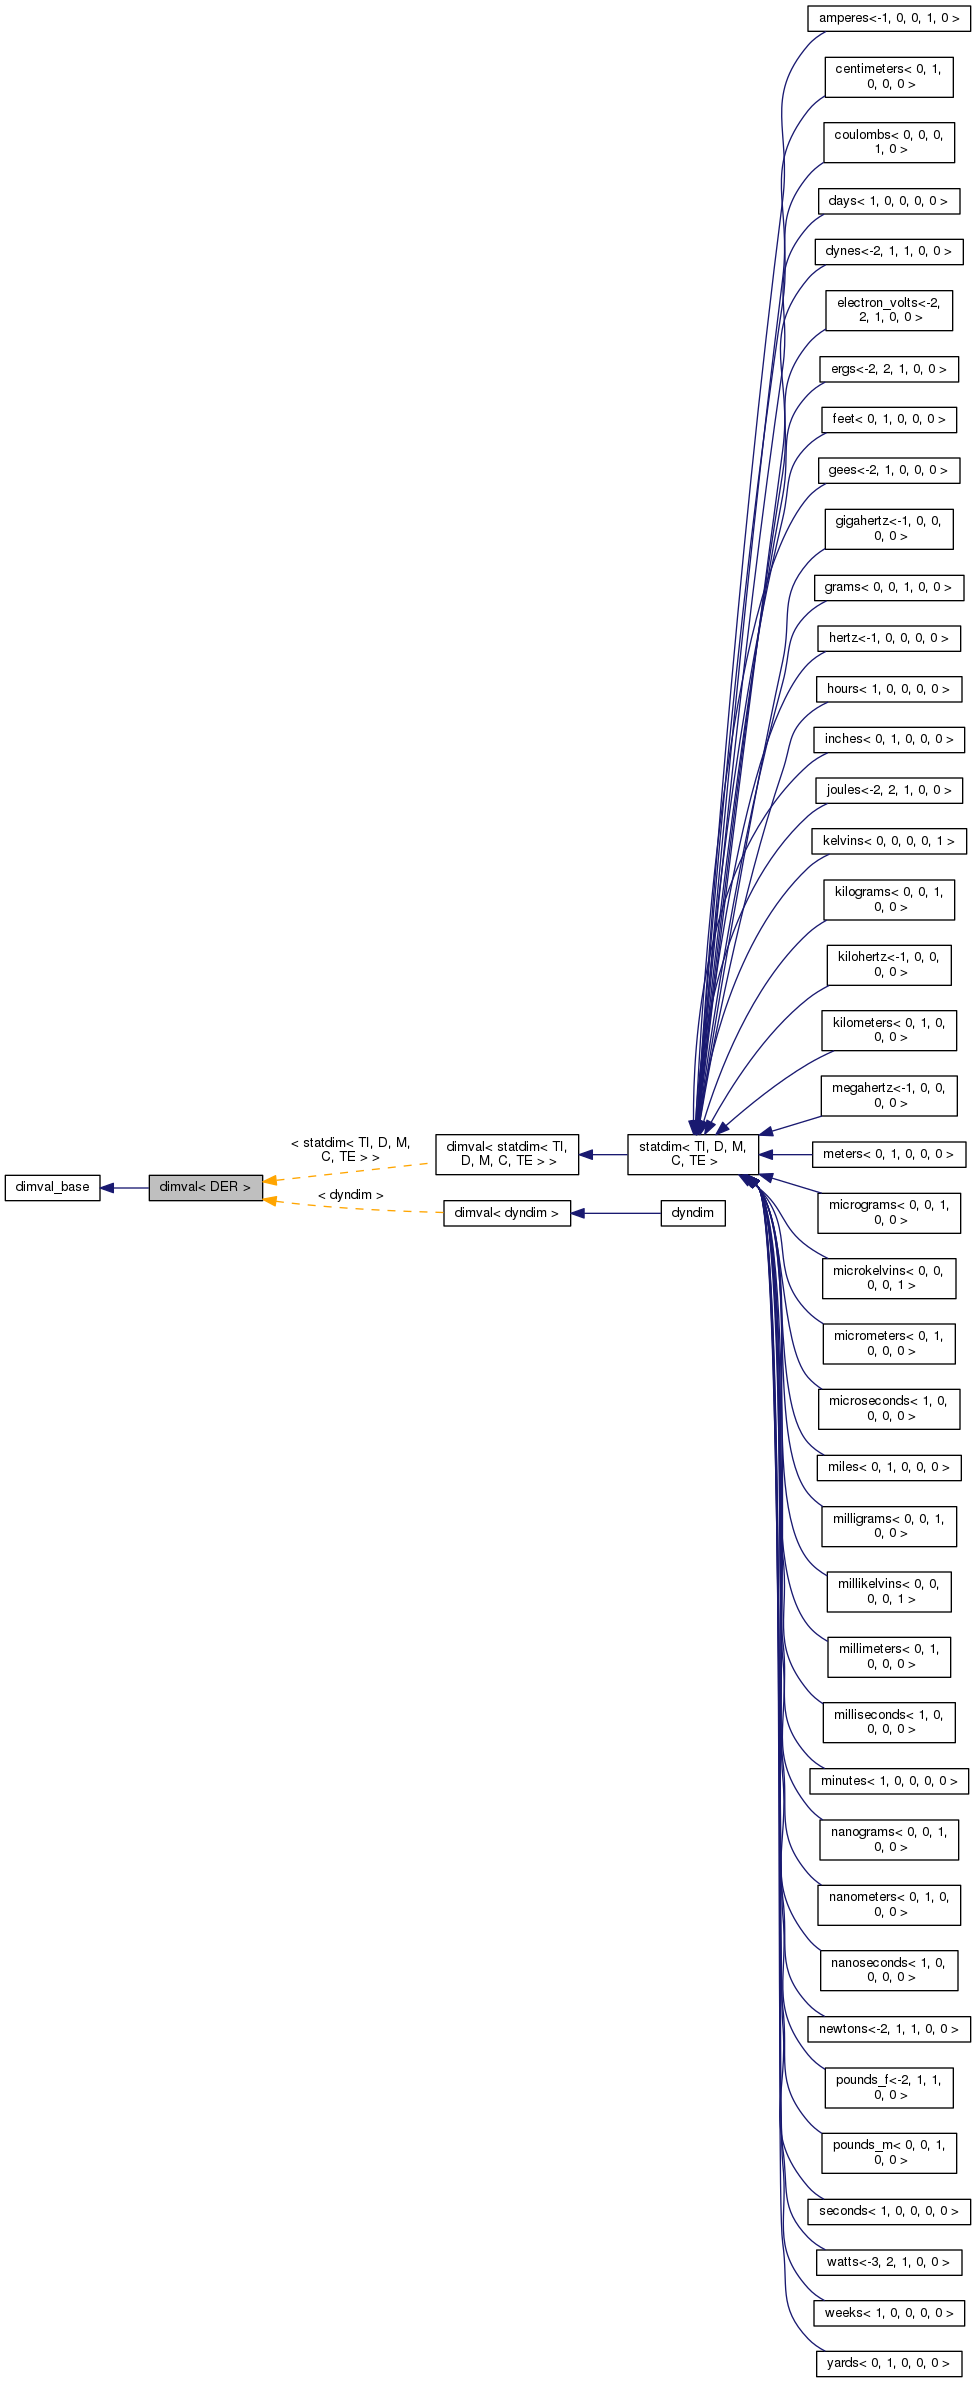 amperes<-1, 0, 0, 1, 0 >
centimeters< 0, 1,
0, 0, 0 >
coulombs< 0, 0, 0,
1, 0 >
days< 1, 0, 0, 0, 0 >
dynes<-2, 1, 1, 0, 0 >
electron_volts<-2,
2, 1, 0, 0 >
ergs<-2, 2, 1, 0, 0 >
feet< 0, 1, 0, 0, 0 >
gees<-2, 1, 0, 0, 0 >
gigahertz<-1, 0, 0,
0, 0 >
grams< 0, 0, 1, 0, 0 >
hertz<-1, 0, 0, 0, 0 >
hours< 1, 0, 0, 0, 0 >
inches< 0, 1, 0, 0, 0 >
joules<-2, 2, 1, 0, 0 >
kelvins< 0, 0, 0, 0, 1 >
kilograms< 0, 0, 1,
0, 0 >
kilohertz<-1, 0, 0,
0, 0 >
kilometers< 0, 1, 0,
0, 0 >
megahertz<-1, 0, 0,
0, 0 >
dimval_base
dimval< DER >
< statdim< TI, D, M,
C, TE > >
< dyndim >
dimval< statdim< TI,
D, M, C, TE > >
dimval< dyndim >
statdim< TI, D, M,
C, TE >
dyndim
meters< 0, 1, 0, 0, 0 >
micrograms< 0, 0, 1,
0, 0 >
microkelvins< 0, 0,
0, 0, 1 >
micrometers< 0, 1,
0, 0, 0 >
microseconds< 1, 0,
0, 0, 0 >
miles< 0, 1, 0, 0, 0 >
milligrams< 0, 0, 1,
0, 0 >
millikelvins< 0, 0,
0, 0, 1 >
millimeters< 0, 1,
0, 0, 0 >
milliseconds< 1, 0,
0, 0, 0 >
minutes< 1, 0, 0, 0, 0 >
nanograms< 0, 0, 1,
0, 0 >
nanometers< 0, 1, 0,
0, 0 >
nanoseconds< 1, 0,
0, 0, 0 >
newtons<-2, 1, 1, 0, 0 >
pounds_f<-2, 1, 1,
0, 0 >
pounds_m< 0, 0, 1,
0, 0 >
seconds< 1, 0, 0, 0, 0 >
watts<-3, 2, 1, 0, 0 >
weeks< 1, 0, 0, 0, 0 >
yards< 0, 1, 0, 0, 0 >